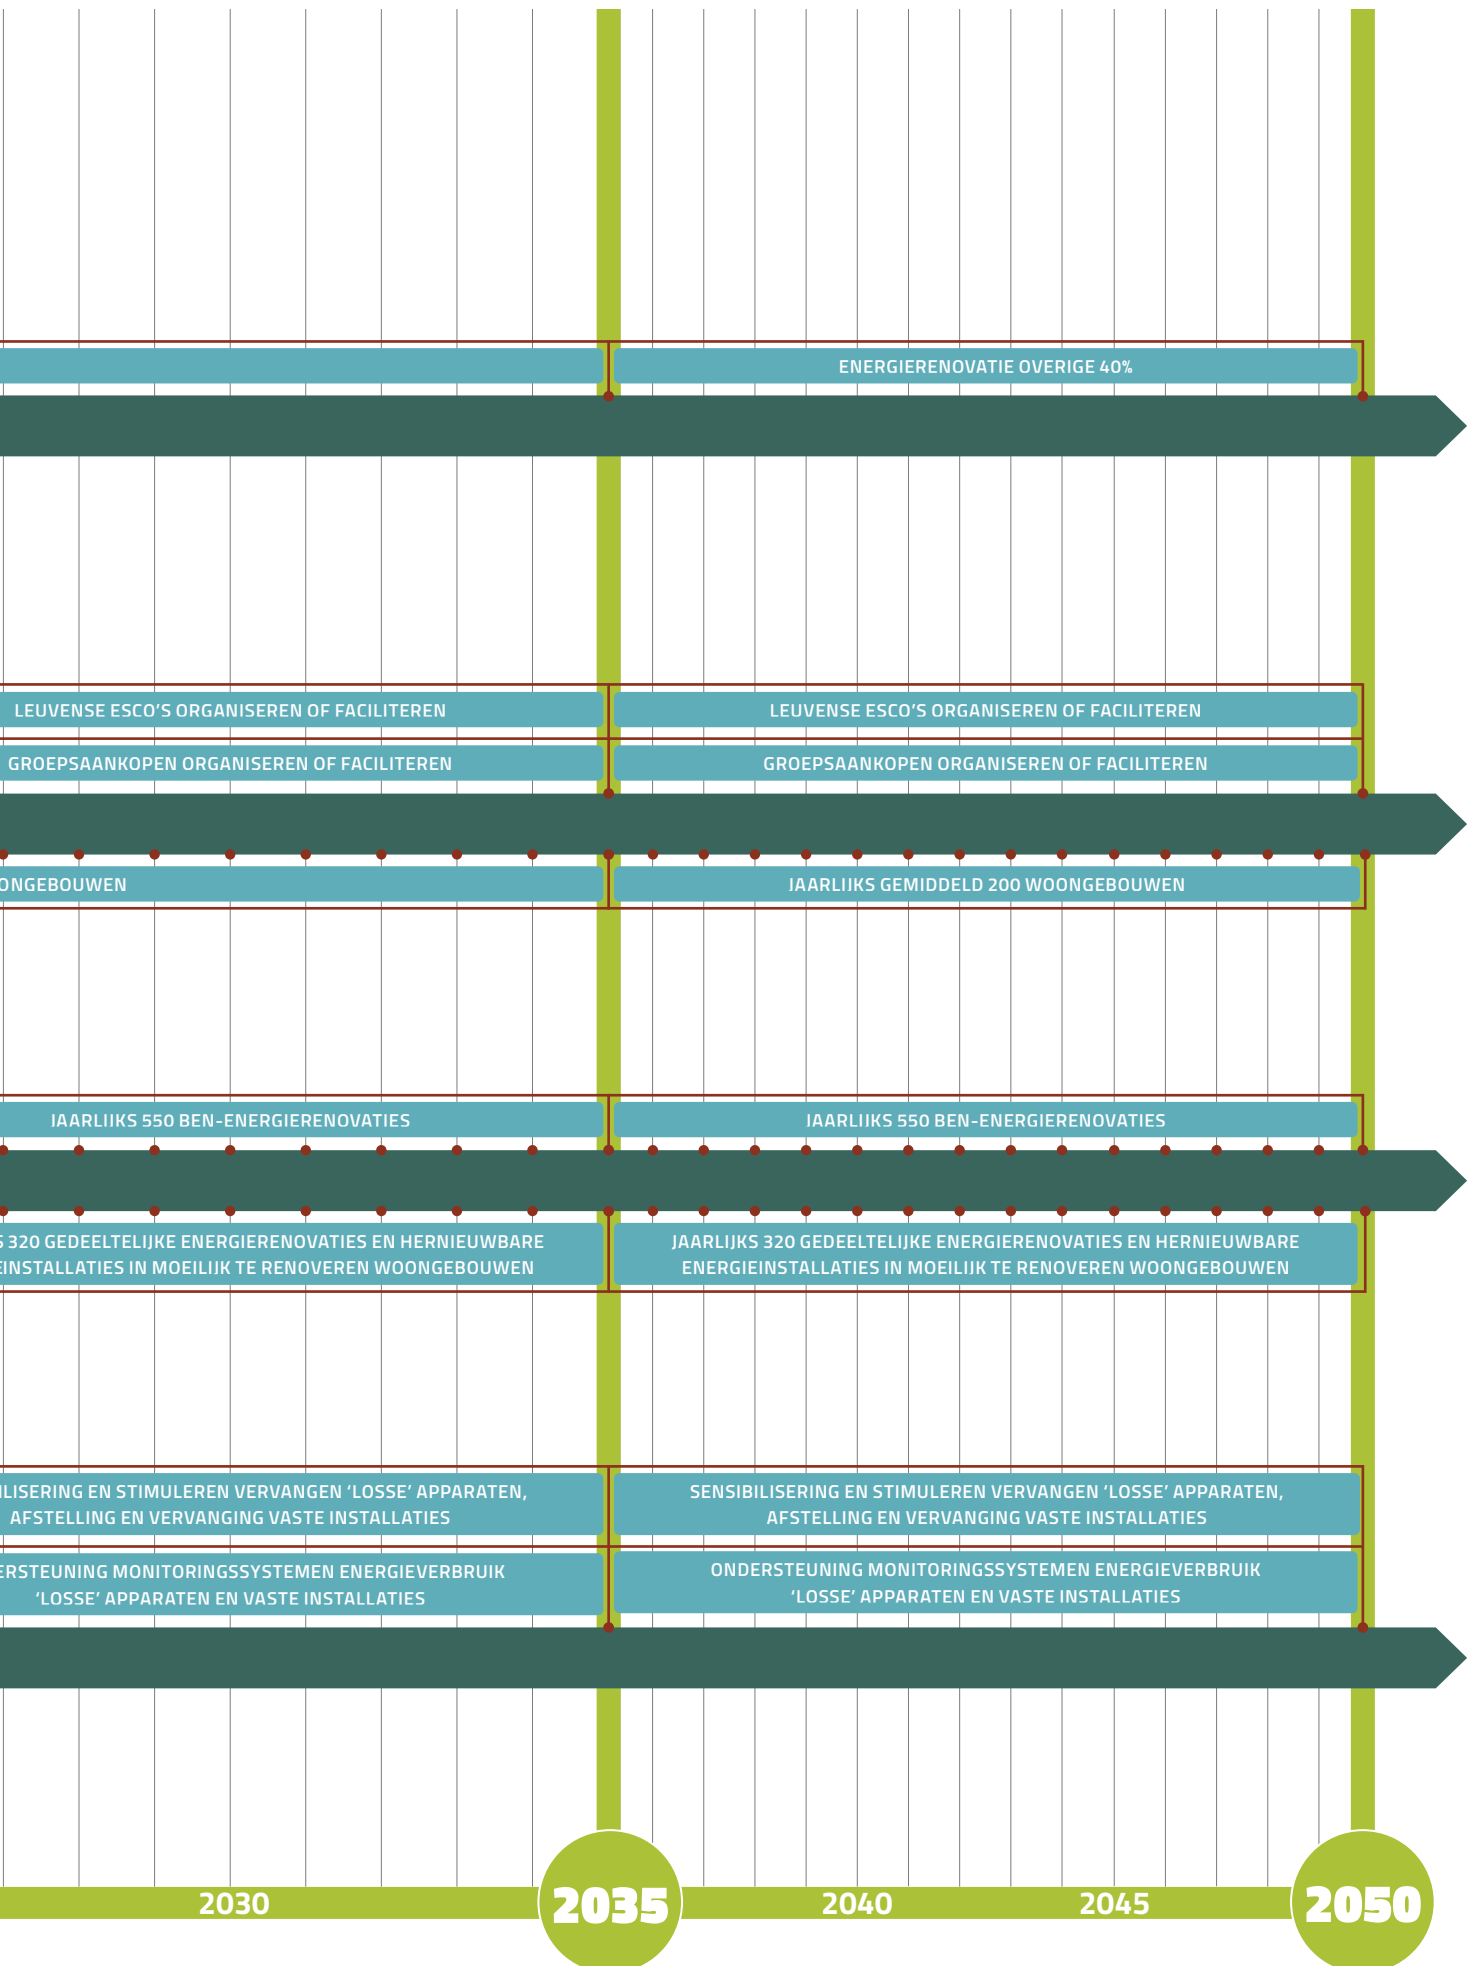 ENERGIERENOVATIE OVERIGE 40%
LEUVENSE ESCO’S ORGANISEREN OF FACILITEREN
LEUVENSE ESCO’S ORGANISEREN OF FACILITEREN
GROEPSAANKOPEN ORGANISEREN OF FACILITEREN
GROEPSAANKOPEN ORGANISEREN OF FACILITEREN
ONGEBOUWEN
JAARLIJKS GEMIDDELD 200 WOONGEBOUWEN
JAARLIJKS 550 BEN-ENERGIERENOVATIES
JAARLIJKS 550 BEN-ENERGIERENOVATIES
S 320 GEDEELTELIJKE ENERGIERENOVATIES EN HERNIEUWBARE
EINSTALLATIES IN MOEILIJK TE RENOVEREN WOONGEBOUWEN
JAARLIJKS 320 GEDEELTELIJKE ENERGIERENOVATIES EN HERNIEUWBARE
ENERGIEINSTALLATIES IN MOEILIJK TE RENOVEREN WOONGEBOUWEN
ILISERING EN STIMULEREN VERVANGEN ‘LOSSE’ APPARATEN,
AFSTELLING EN VERVANGING VASTE INSTALLATIES
SENSIBILISERING EN STIMULEREN VERVANGEN ‘LOSSE’ APPARATEN,
AFSTELLING EN VERVANGING VASTE INSTALLATIES
ERSTEUNING MONITORINGSSYSTEMEN ENERGIEVERBRUIK
‘LOSSE’ APPARATEN EN VASTE INSTALLATIES
ONDERSTEUNING MONITORINGSSYSTEMEN ENERGIEVERBRUIK
‘LOSSE’ APPARATEN EN VASTE INSTALLATIES
2030
2035
2040
2045
2050